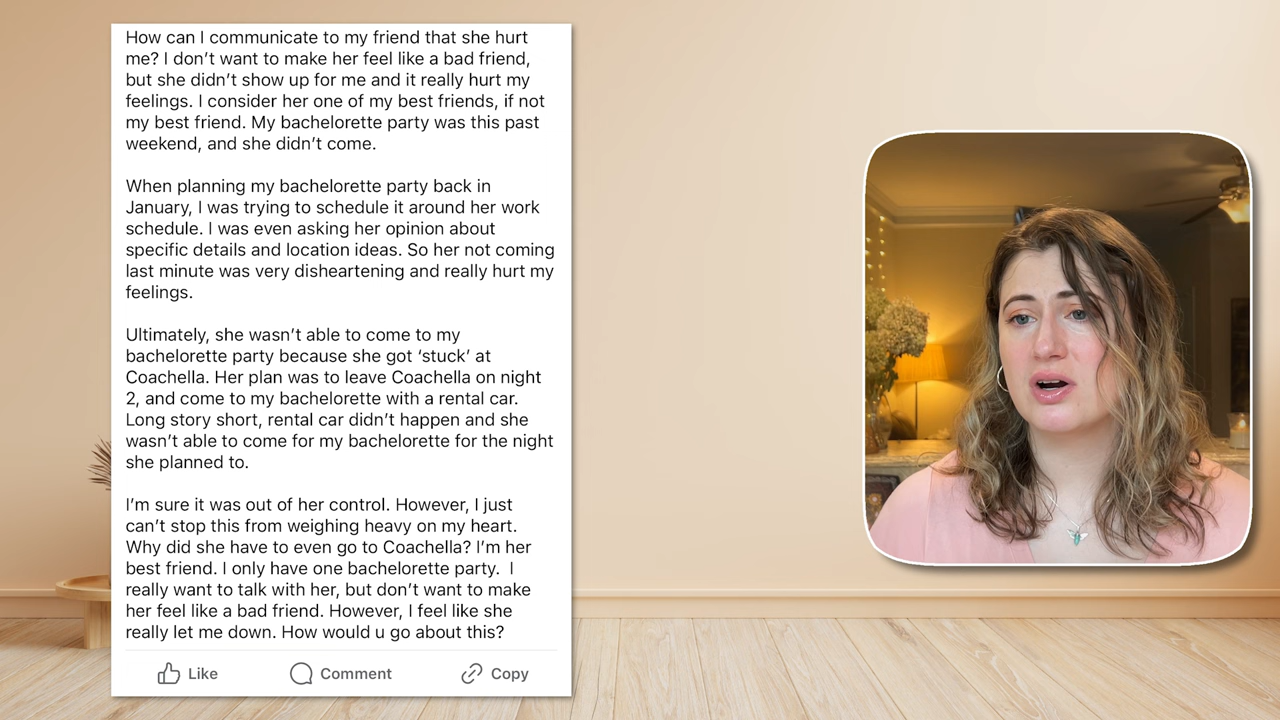 How can I communicate to my friend that she hurt
me? I don’t want to make her feel like a bad friend,
but she didn’t show up for me and it really hurt my
feelings. I consider her one of my best friends, if not
my best friend. My bachelorette party was this past
weekend, and she didn’t come.
When planning my bachelorette party back in
January, I was trying to schedule it around her work
schedule. I was even asking her opinion about
specific details and location ideas. So her not coming
last minute was very disheartening and really hurt my
feelings.
Ultimately, she wasn’t able to come to my
bachelorette party because she got ‘stuck’ at
Coachella. Her plan was to leave Coachella on night
2, and come to my bachelorette with a rental car.
Long story short, rental car didn’t happen and she
wasn’t able to come for my bachelorette for the night
she planned to.
I’m sure it was out of her control. However, I just
can’t stop this from weighing heavy on my heart.
Why did she have to even go to Coachella? I’m her
best friend. I only have one bachelorette party.  I
really want to talk with her, but don’t want to make
her feel like a bad friend. However, I feel like she
really let me down. How would u go about this?
Like Comment Copy